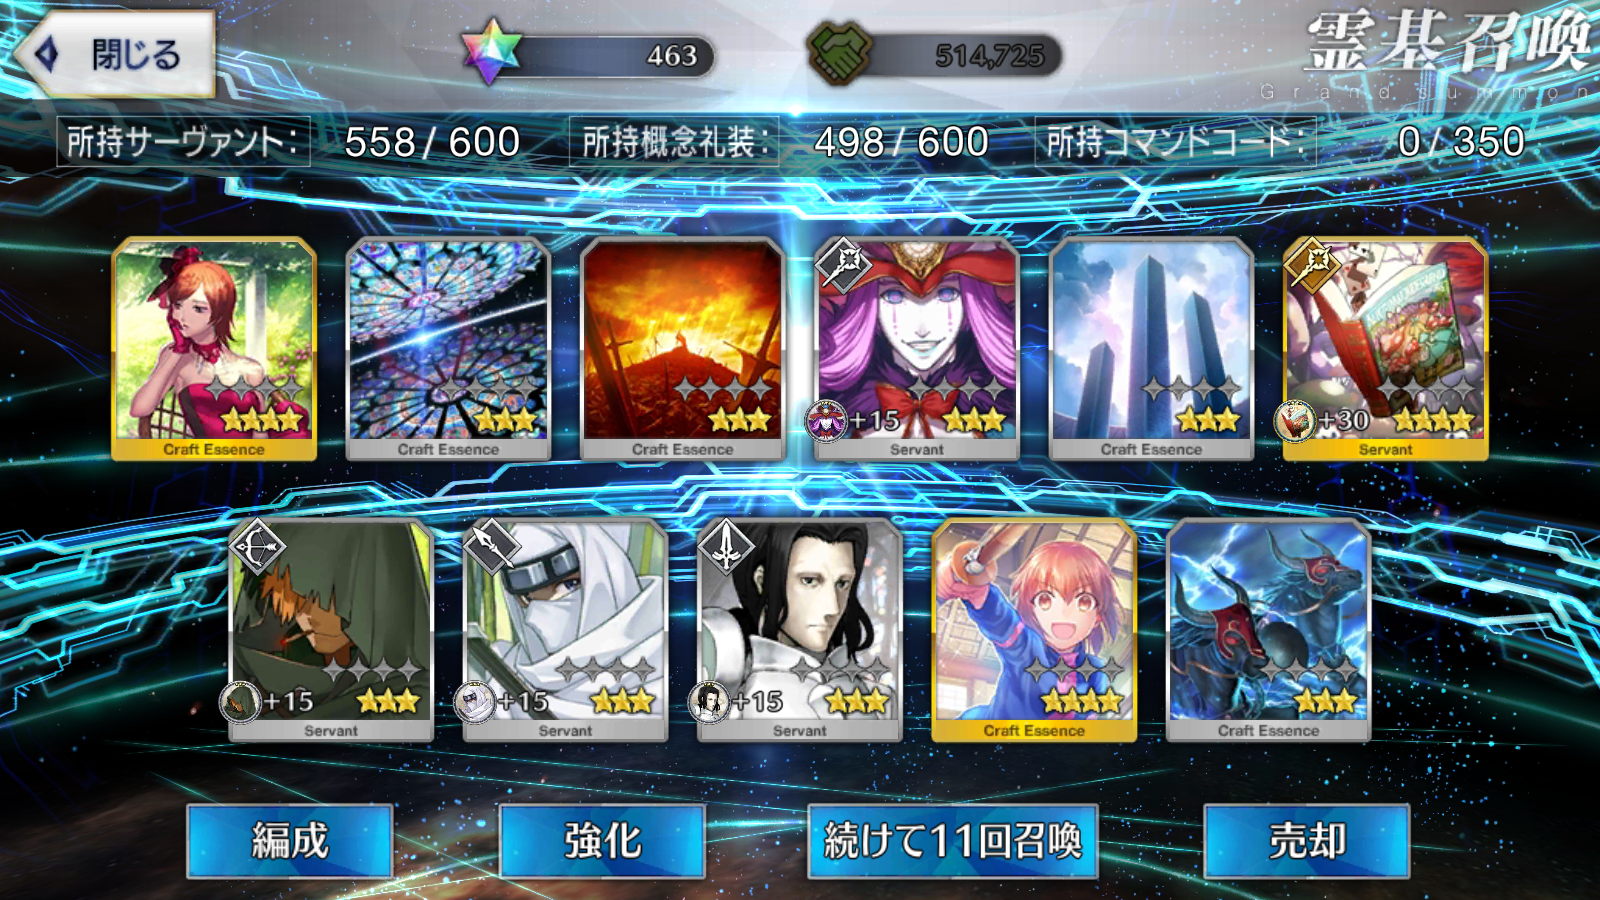 閉じる
463
514,725
霊基召喚
Grand summon
所持サーヴァント: 558 / 600 所持概念礼装: 498 / 600 所持コマンドコード: 0 / 350
Craft Essence
Craft Essence
Craft Essence
+15
Servant
Craft Essence
+30
Servant
+15
Servant
+15
Servant
+15
Servant
Craft Essence
Craft Essence
編成
強化
続けて11回召喚
売却